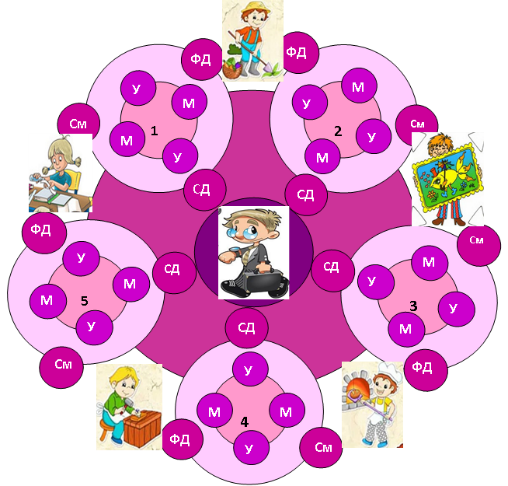 ФД ФД
См У М 1 М У СД
У М 2 У М См СД
ФД У М 5 М У СД См
СД У М 3 У М См ФД
СД У М 4 М У ФД См